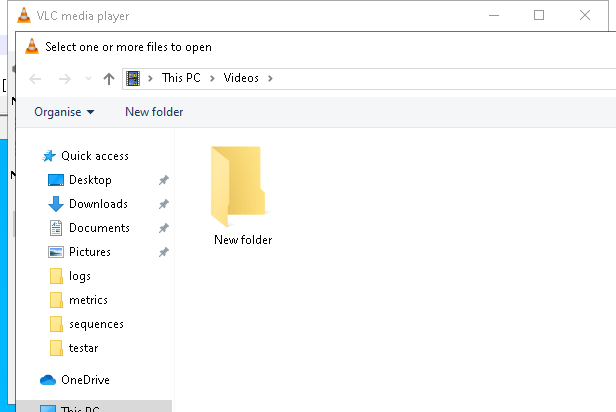 VLC media player
Select one or more files to open
This PC
Videos
Organise
New folder
Quick access
Desktop
Downloads
Documents
Pictures
logs
metrics
sequences
testar
OneDrive
This PC
New folder